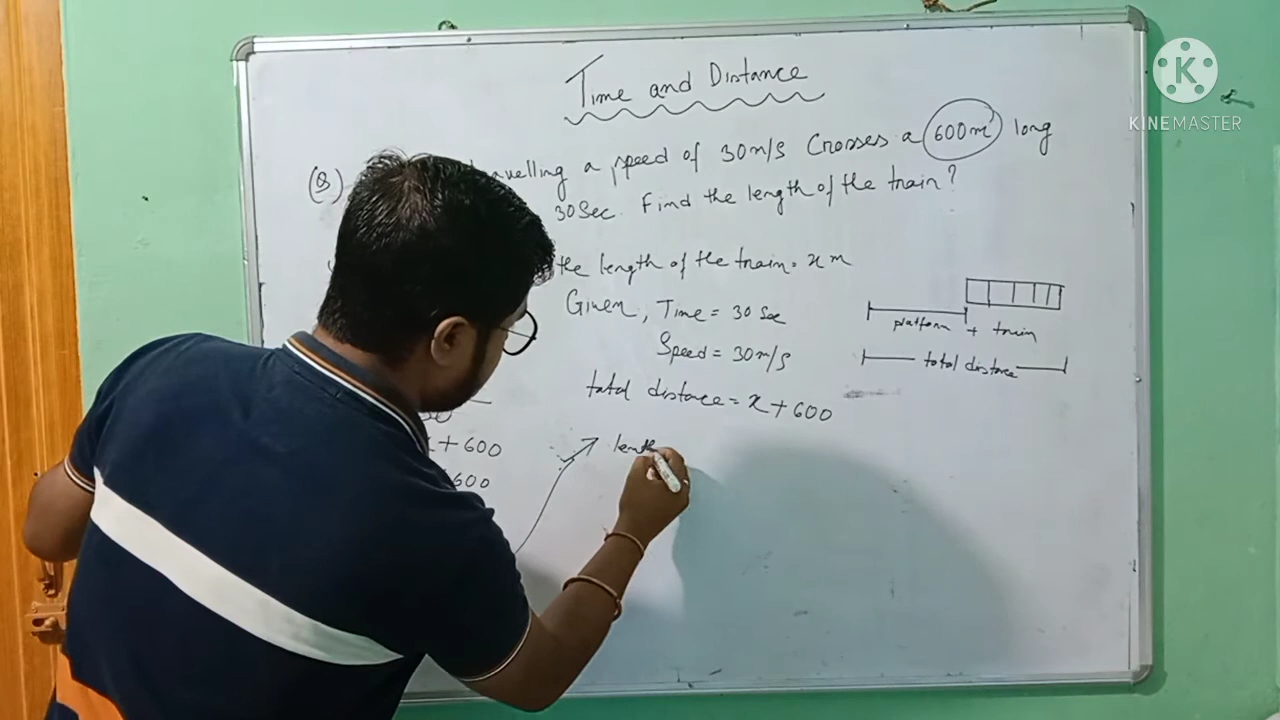 Time and Distance
(Q) travelling a speed of 30m/s Crosses a 600m long
30Sec. Find the length of the train?
the length of the train = x m
Given, Time = 30 Sec
Speed = 30m/s
total distance = x + 600
platform + train
total distance
x + 600
600
length
K
KINEMASTER